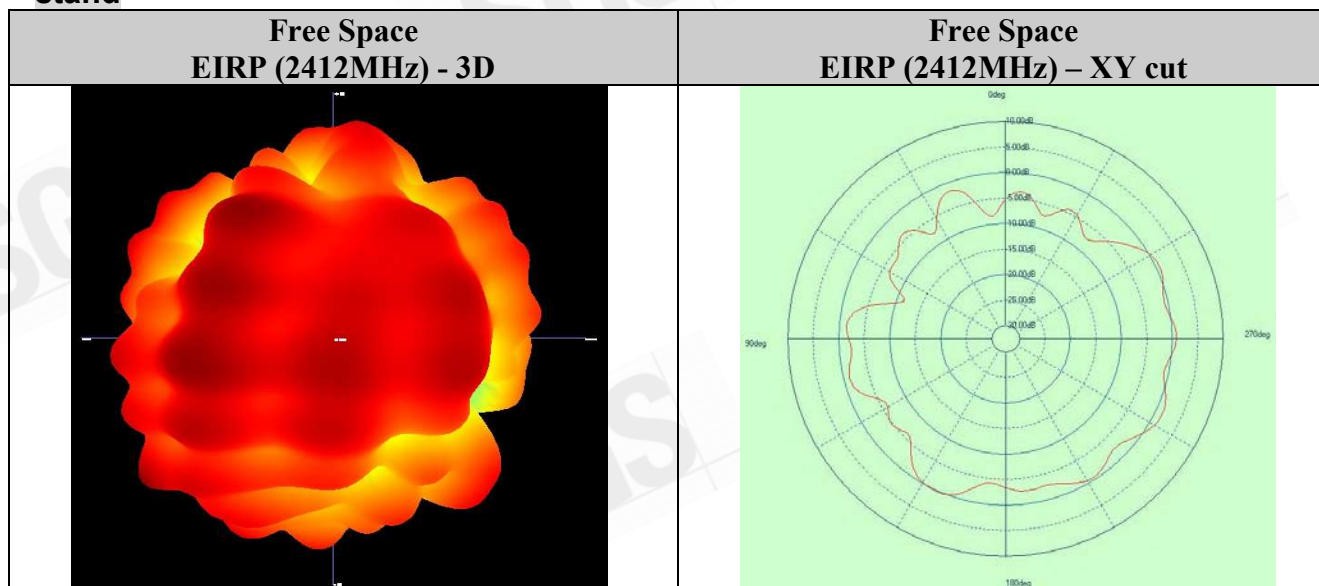 stand
Free Space
EIRP (2412MHz) - 3D
Free Space
EIRP (2412MHz) – XY cut
0deg
10.00dB
5.00dB
0.00dB
-5.00dB
-10.00dB
-15.00dB
-20.00dB
-25.00dB
-30.00dB
90deg
270deg
180deg
SGS